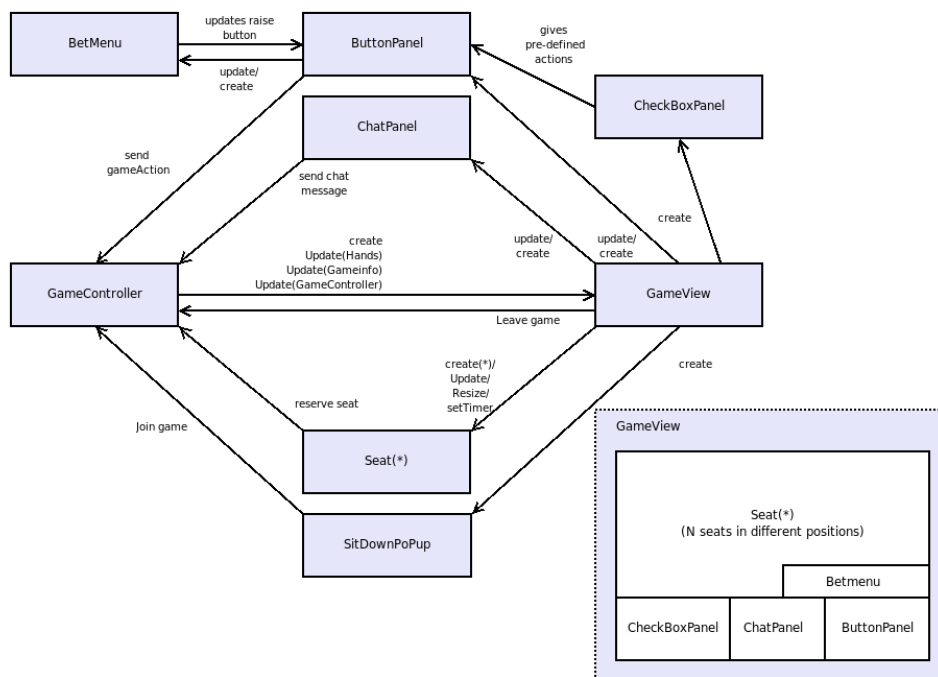 BetMenu
updates raise
button
update/
create
ButtonPanel
gives
pre-defined
actions
CheckBoxPanel
ChatPanel
send
gameAction
send chat
message
create
update/
create
update/
create
create
Update(Hands)
Update(Gameinfo)
Update(GameController)
GameController
GameView
Leave game
create(*)/
Update/
Resize/
setTimer
create
reserve seat
Join game
Seat(*)
SitDownPoPup
GameView
Seat(*)
(N seats in different positions)
Betmenu
CheckBoxPanel
ChatPanel
ButtonPanel